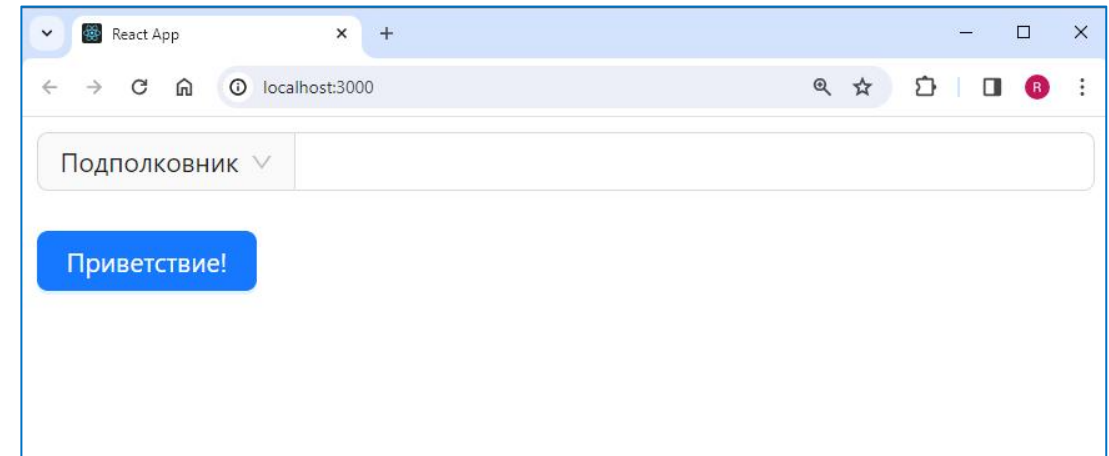 React App
localhost:3000
R
Подполковник
Приветствие!